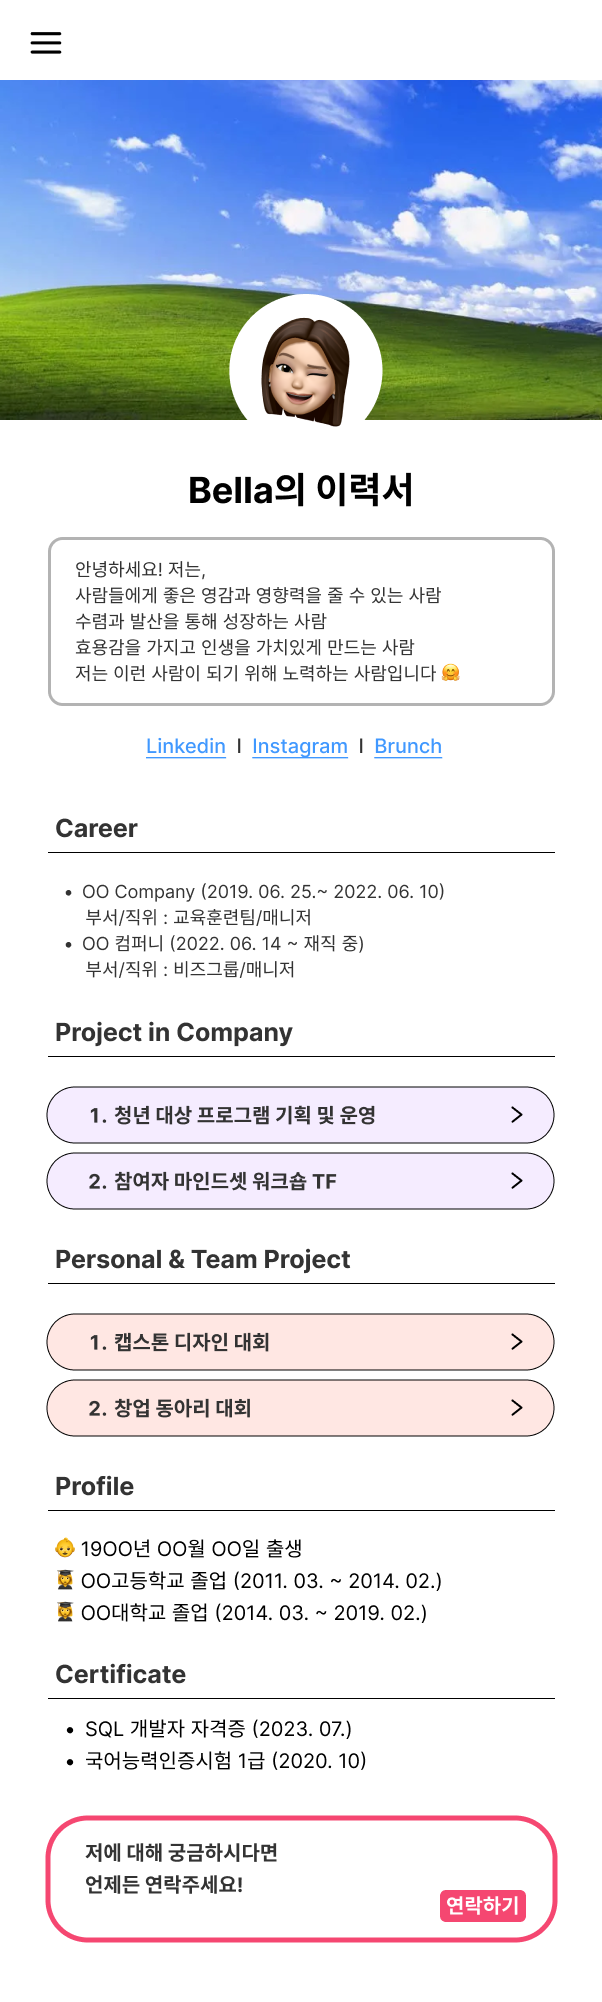 Bella의 이력서
안녕하세요! 저는,
사람들에게 좋은 영감과 영향력을 줄 수 있는 사람
수렴과 발산을 통해 성장하는 사람
효용감을 가지고 인생을 가치있게 만드는 사람
저는 이런 사람이 되기 위해 노력하는 사람입니다 🤗
Linkedin | Instagram | Brunch
Career
• OO Company (2019. 06. 25.~ 2022. 06. 10)
부서/직위 : 교육훈련팀/매니저
• OO 컴퍼니 (2022. 06. 14 ~ 재직 중)
부서/직위 : 비즈그룹/매니저
Project in Company
1. 청년 대상 프로그램 기획 및 운영
2. 참여자 마인드셋 워크숍 TF
Personal & Team Project
1. 캡스톤 디자인 대회
2. 창업 동아리 대회
Profile
👶 19OO년 OO월 OO일 출생
👩‍🎓 OO고등학교 졸업 (2011. 03. ~ 2014. 02.)
👩‍🎓 OO대학교 졸업 (2014. 03. ~ 2019. 02.)
Certificate
• SQL 개발자 자격증 (2023. 07.)
• 국어능력인증시험 1급 (2020. 10)
저에 대해 궁금하시다면
언제든 연락주세요!
연락하기